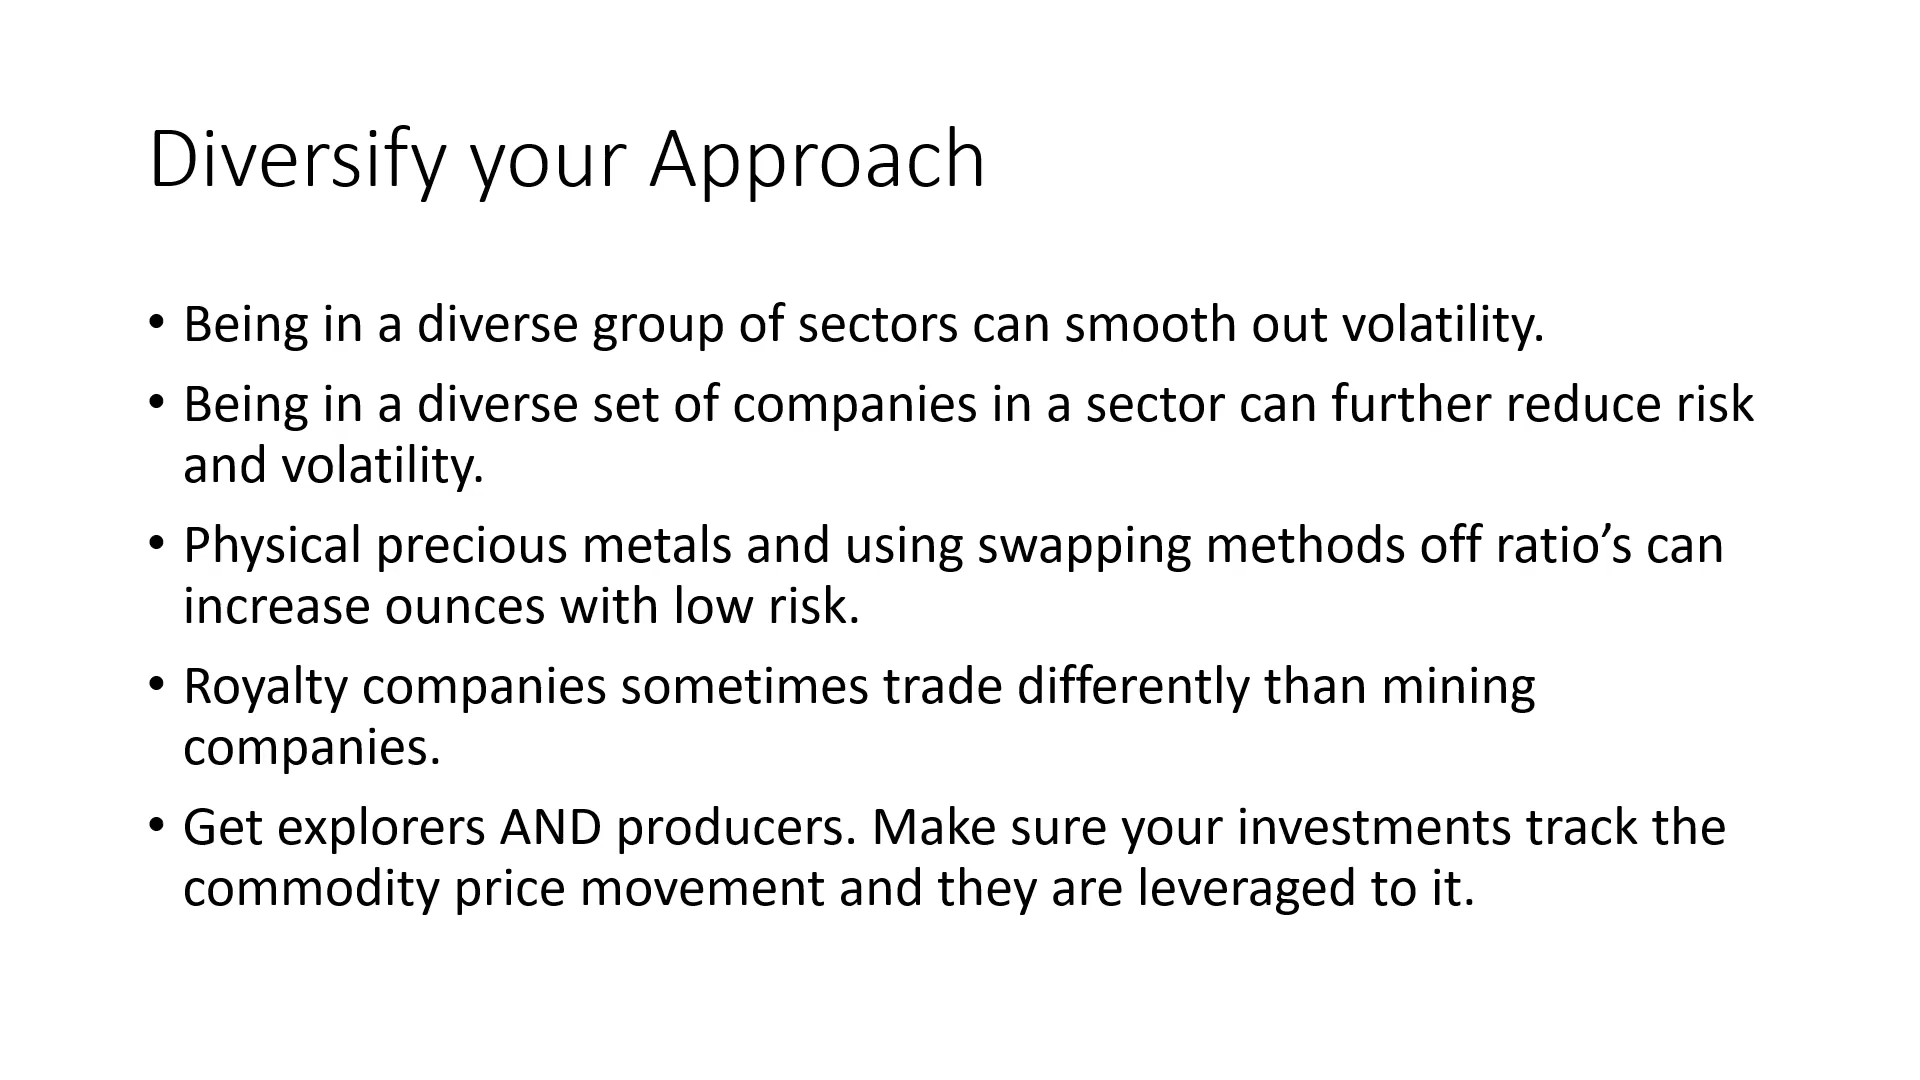 Diversify your Approach
• Being in a diverse group of sectors can smooth out volatility.
• Being in a diverse set of companies in a sector can further reduce risk
and volatility.
• Physical precious metals and using swapping methods off ratio’s can
increase ounces with low risk.
• Royalty companies sometimes trade differently than mining
companies.
• Get explorers AND producers. Make sure your investments track the
commodity price movement and they are leveraged to it.